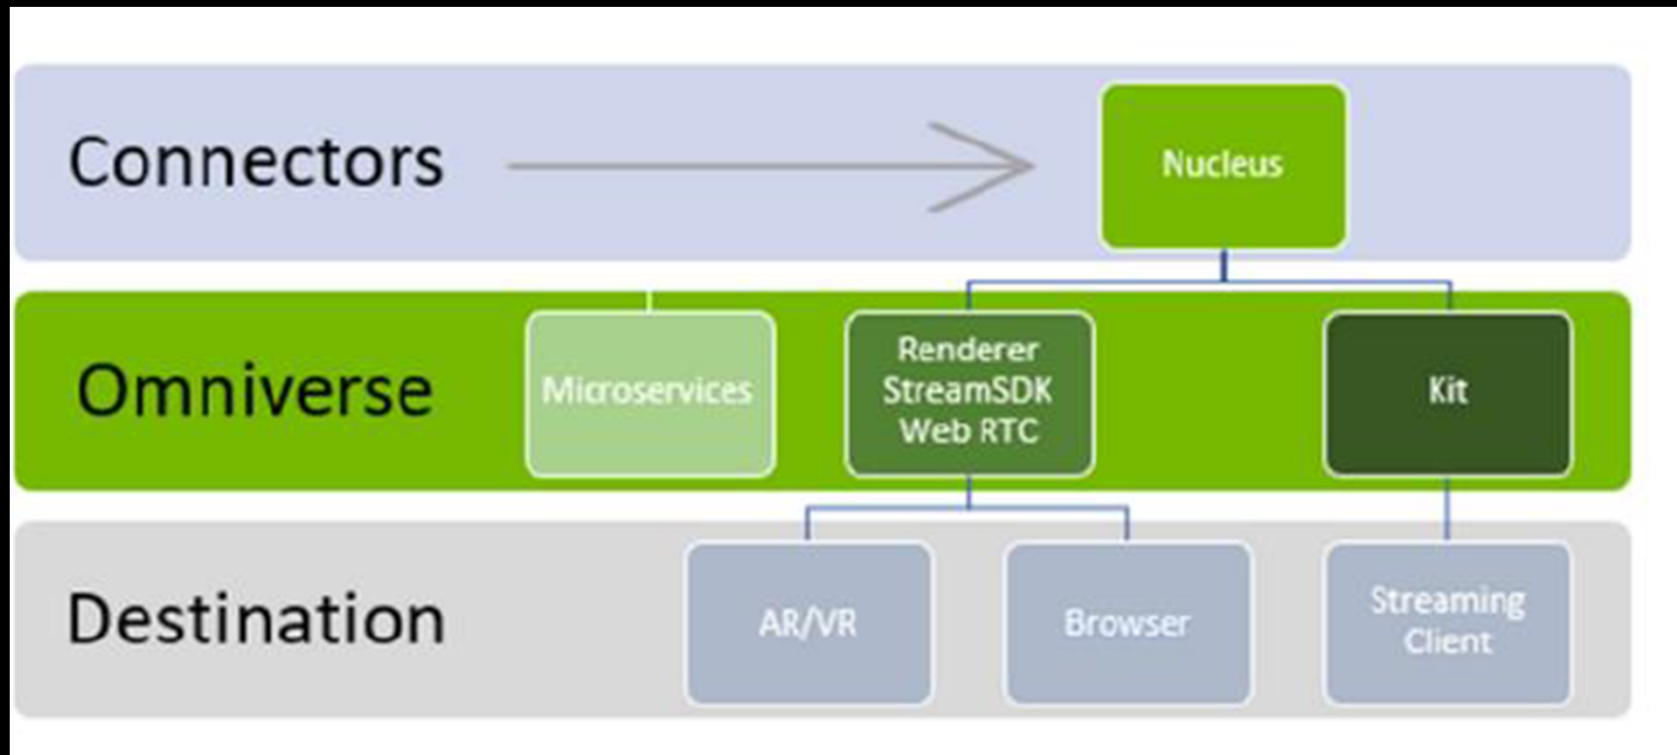 Connectors
Nucleus
Omniverse
Microservices
Renderer
StreamSDK
Web RTC
Kit
Destination
AR/VR
Browser
Streaming
Client